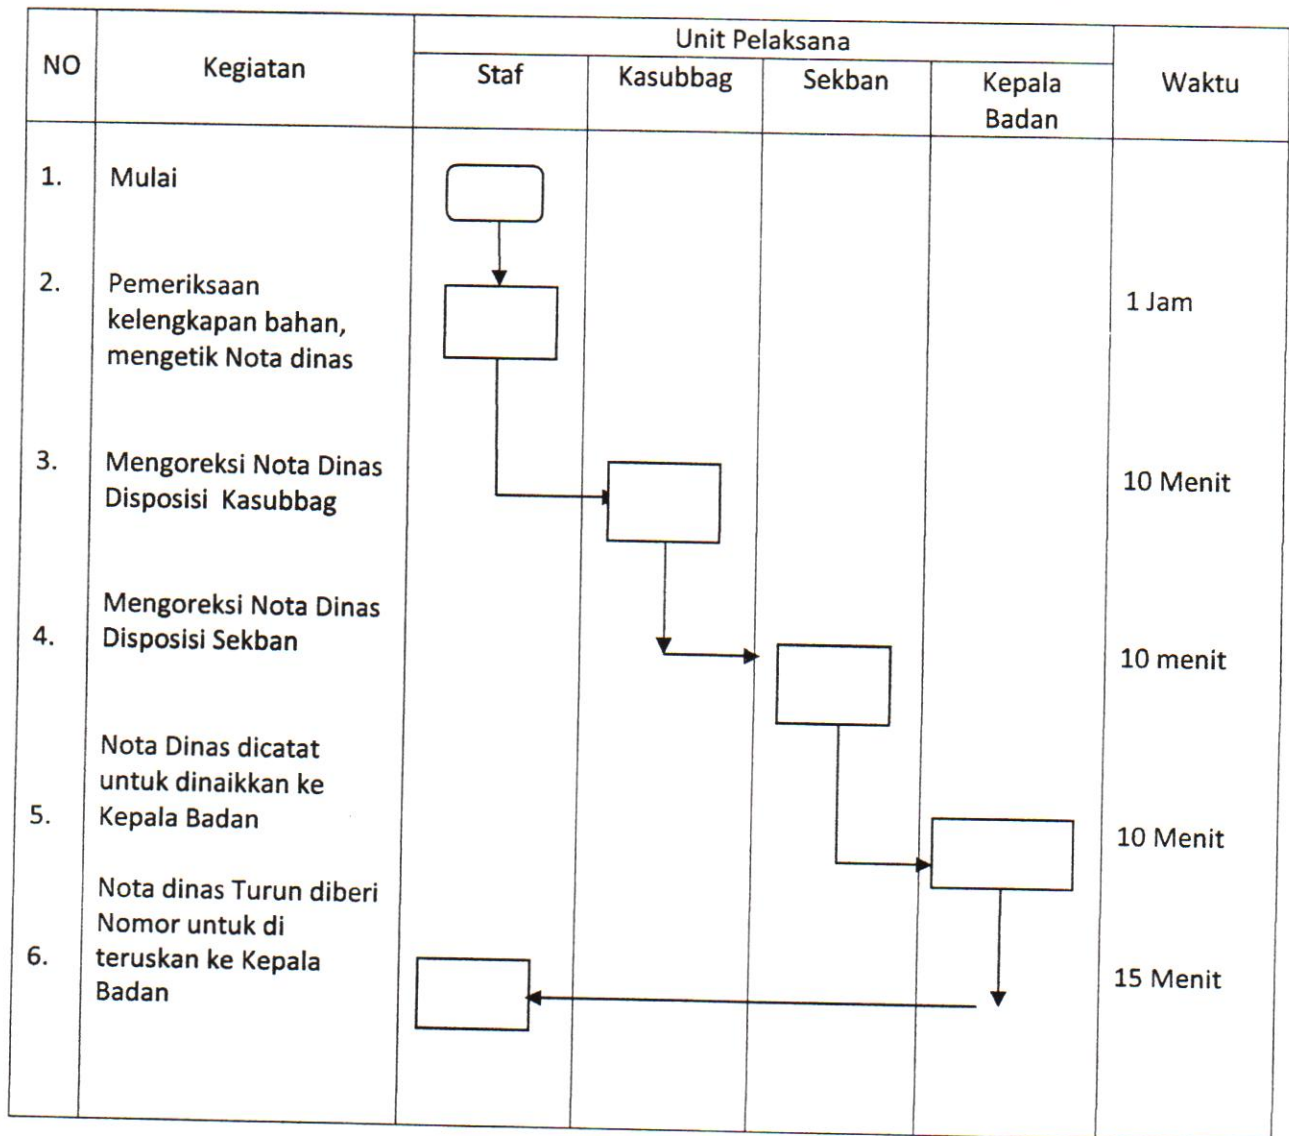 NO
Kegiatan
Unit Pelaksana
Staf
Kasubbag
Sekban
Kepala
Badan
Waktu
1.
Mulai
2.
Pemeriksaan
kelengkapan bahan,
mengetik Nota dinas
1 Jam
3.
Mengoreksi Nota Dinas
Disposisi Kasubbag
10 Menit
4.
Mengoreksi Nota Dinas
Disposisi Sekban
10 menit
5.
Nota Dinas dicatat
untuk dinaikkan ke
Kepala Badan
10 Menit
6.
Nota dinas Turun diberi
Nomor untuk di
teruskan ke Kepala
Badan
15 Menit